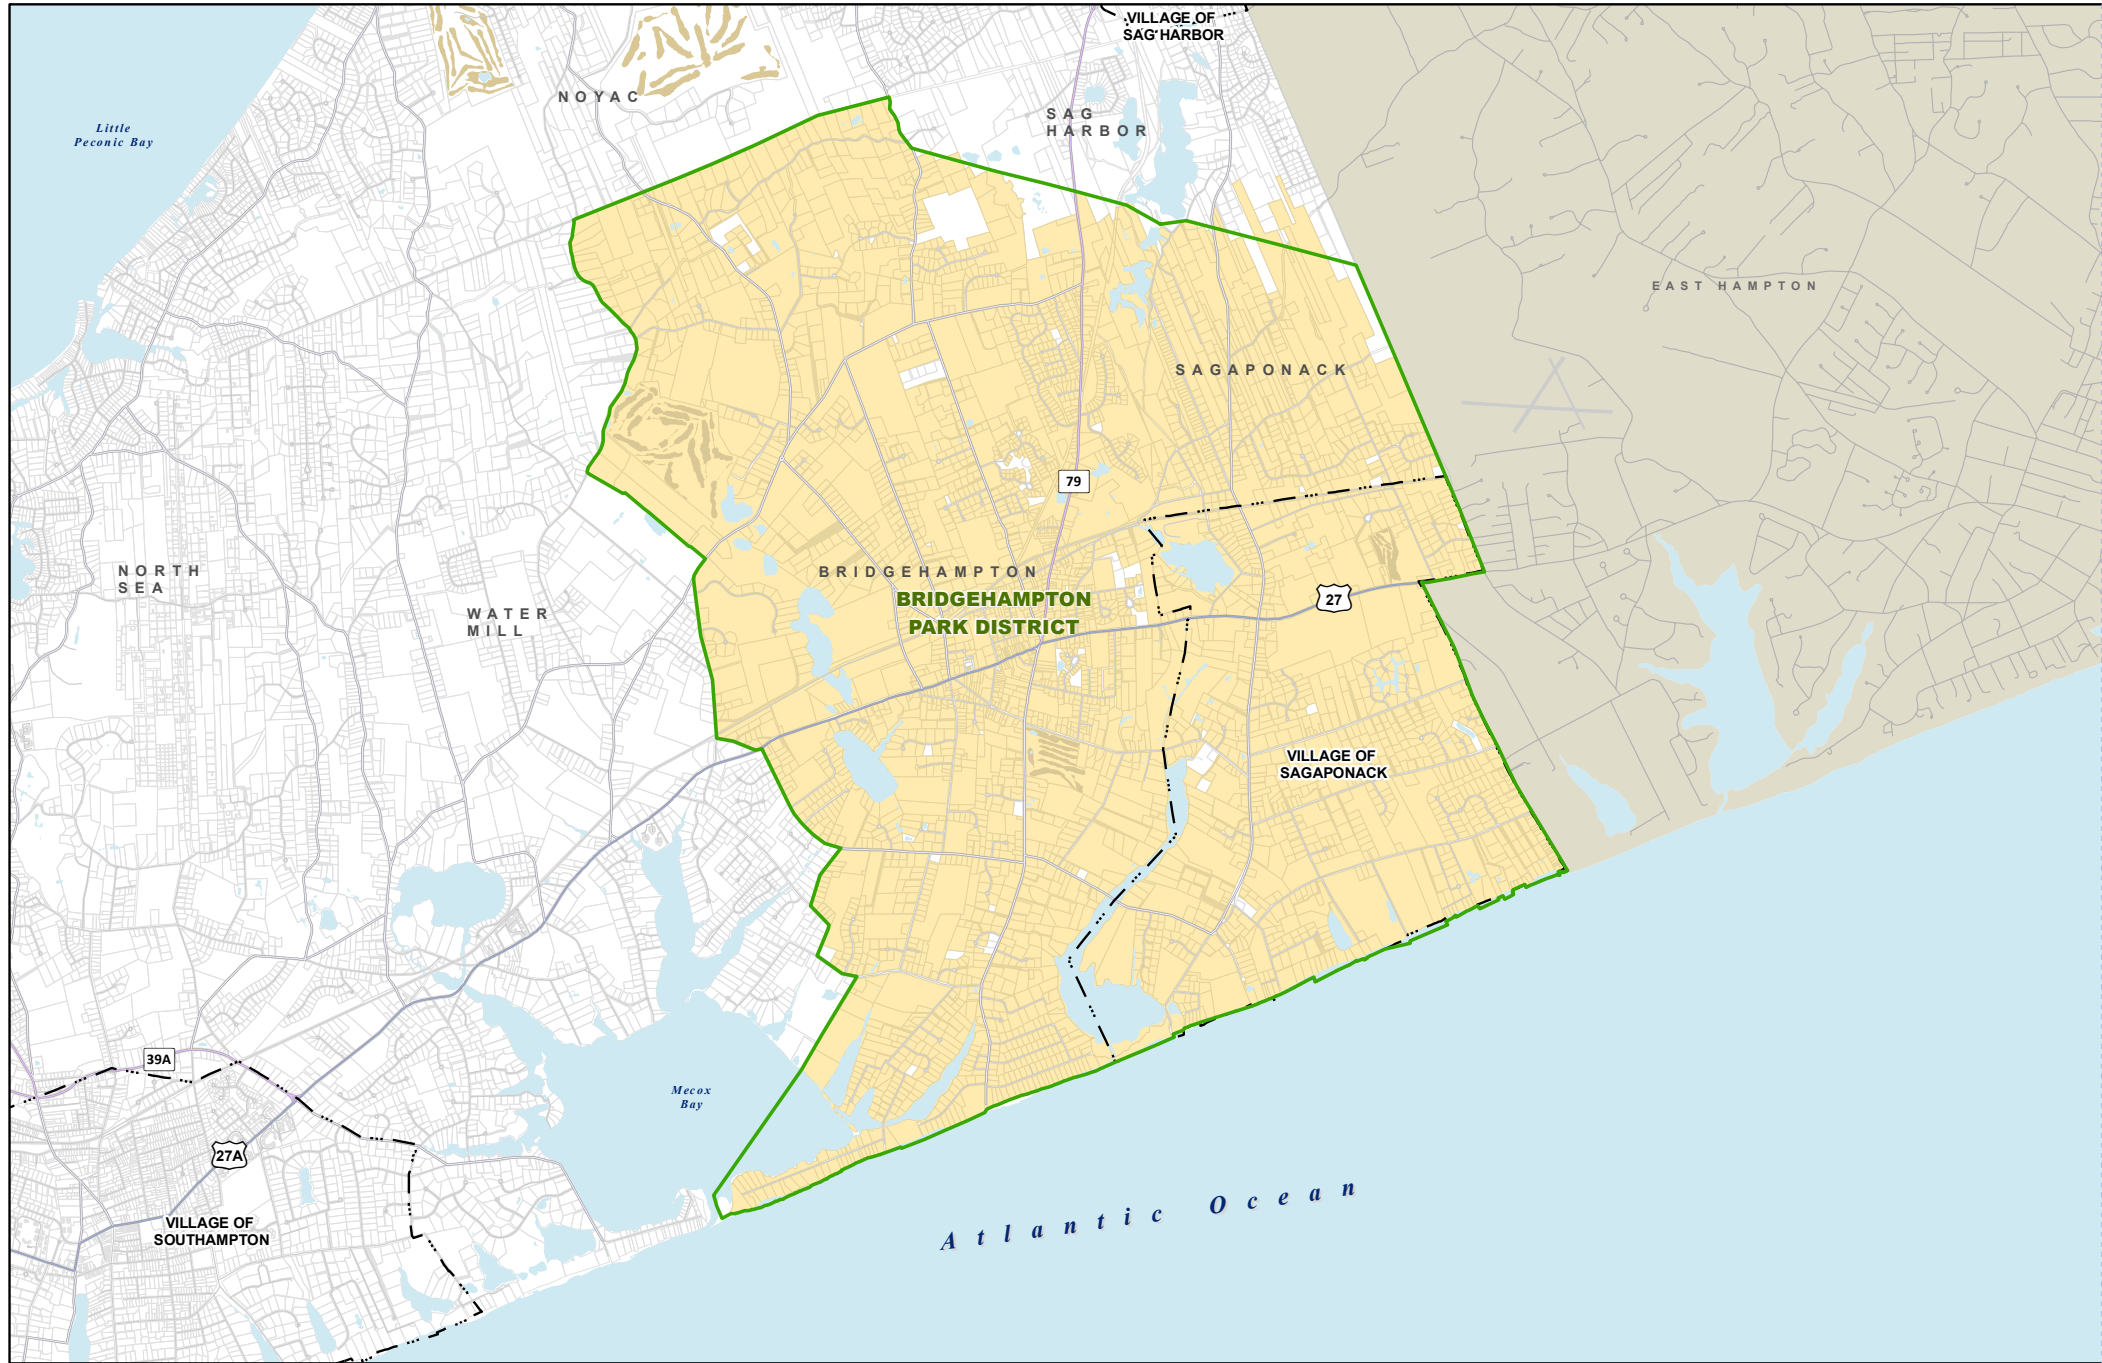 VILLAGE OF
SAG HARBOR
NOYAC
SAG
HARBOR
Little
Peconic Bay
EAST HAMPTON
SAGAPONACK
79
NORTH
SEA
BRIDGEHAMPTON
BRIDGEHAMPTON
PARK DISTRICT
27
WATER
MILL
VILLAGE OF
SAGAPONACK
39A
Mecox
Bay
27A
Atlantic Ocean
VILLAGE OF
SOUTHAMPTON